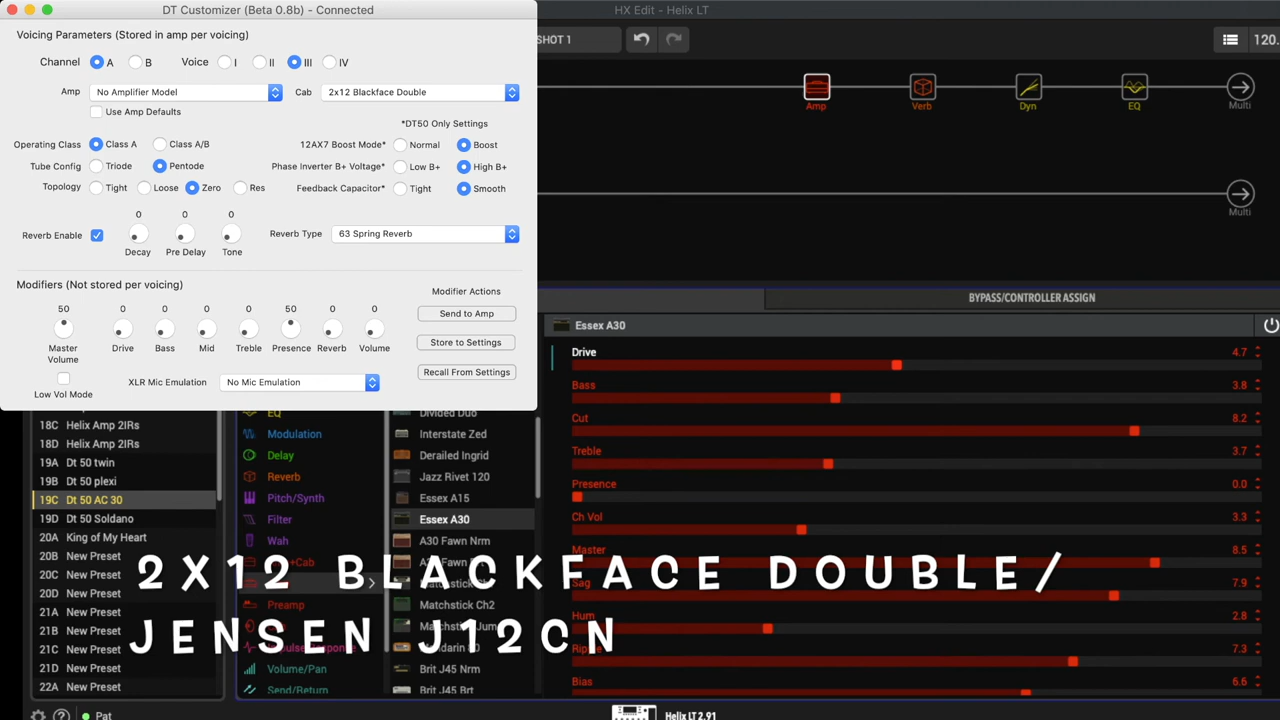 DT Customizer (Beta 0.8b) - Connected
Voicing Parameters (Stored in amp per voicing)
Channel A B Voice I II III IV
Amp No Amplifier Model Cab 2x12 Blackface Double
Use Amp Defaults
*DT50 Only Settings
Operating Class Class A Class A/B 12AX7 Boost Mode* Normal Boost
Tube Config Triode Pentode Phase Inverter B+ Voltage* Low B+ High B+
Topology Tight Loose Zero Res Feedback Capacitor* Tight Smooth
0 0 0
Reverb Enable Reverb Type 63 Spring Reverb
Decay Pre Delay Tone
Modifiers (Not stored per voicing)
Modifier Actions
50 0 0 0 0 50 0 0
Send to Amp
Master Volume Drive Bass Mid Treble Presence Reverb Volume
Store to Settings
Recall From Settings
Low Vol Mode
XLR Mic Emulation No Mic Emulation
HX Edit - Helix LT
SHOT 1
120.
Amp Verb Dyn EQ Multi
Multi
BYPASS/CONTROLLER ASSIGN
Essex A30
Drive 4.7
Bass 3.8
Cut 8.2
Treble 3.7
Presence 0.0
Ch Vol 3.3
Master 8.5
Sag 7.9
Hum 2.8
7.3
Bias 6.6
18C Helix Amp 2IRs
18D Helix Amp 2IRs
19A Dt 50 twin
19B Dt 50 plexi
19C Dt 50 AC 30
19D Dt 50 Soldano
20A King of My Heart
20B New Preset
20C New Preset
20D New Preset
21A New Preset
21B New Preset
21C New Preset
21D New Preset
22A New Preset
EQ
Modulation
Delay
Reverb
Pitch/Synth
Filter
Wah
Preamp
Volume/Pan
Send/Return
Divided Duo
Interstate Zed
Derailed Ingrid
Jazz Rivet 120
Essex A15
Essex A30
A30 Fawn Nrm
Matchstick Ch2
Brit J45 Nrm
Brit J45 Brt
2X12 BLACKFACE DOUBLE/
JENSEN J12CN
Pat
Helix LT 2.91